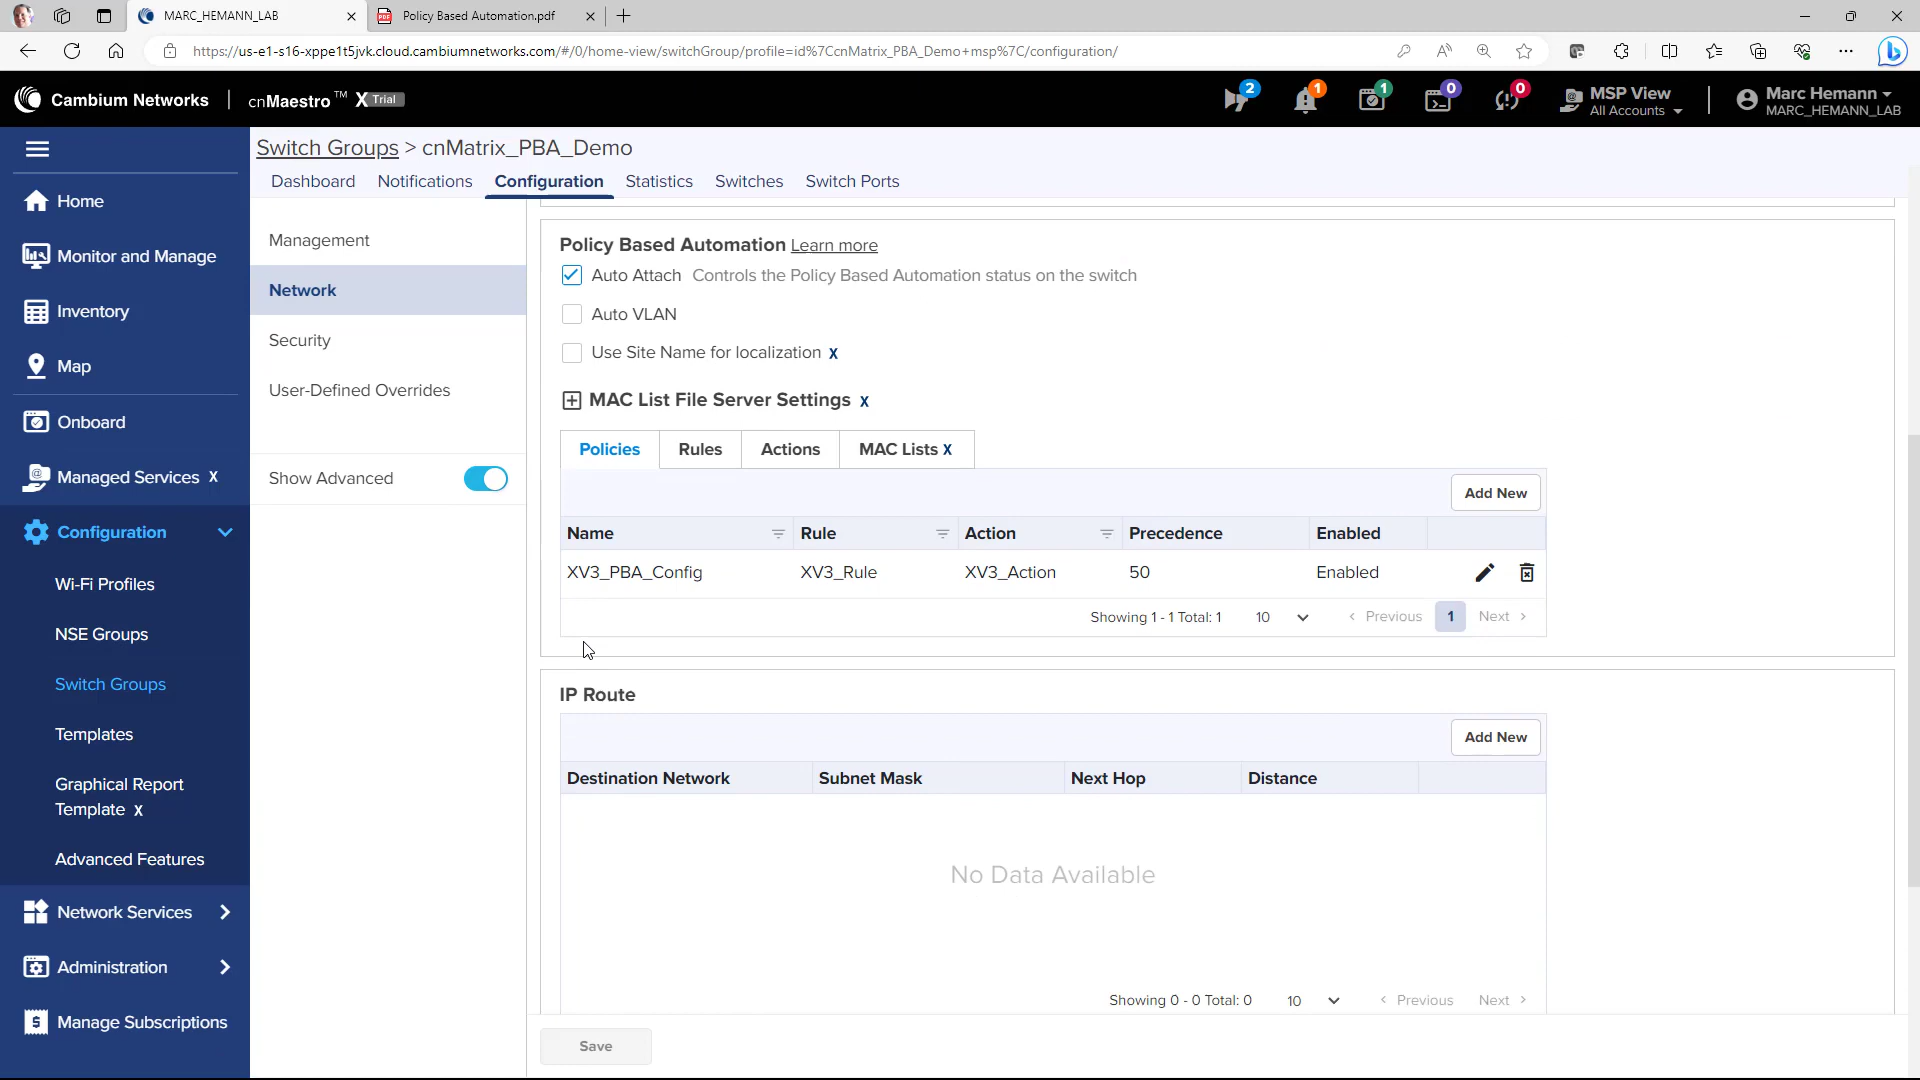 MARC_HEMANN_LAB
Policy Based Automation.pdf
https://us-e1-s16-xppe1t5jvk.cloud.cambiumnetworks.com/#/0/home-view/switchGroup/profile=id%7CcnMatrix_PBA_Demo+msp%7C/configuration/
Cambium Networks | cnMaestro™ X Trial
2
1
1
0
0
MSP View
All Accounts
Marc Hemann
MARC_HEMANN_LAB
Home
Monitor and Manage
Inventory
Map
Onboard
Managed Services X
Configuration
Wi-Fi Profiles
NSE Groups
Switch Groups
Templates
Graphical Report
Template X
Advanced Features
Network Services
Administration
Manage Subscriptions
Switch Groups > cnMatrix_PBA_Demo
Dashboard Notifications Configuration Statistics Switches Switch Ports
Management
Network
Security
User-Defined Overrides
Show Advanced
Policy Based Automation Learn more
Auto Attach Controls the Policy Based Automation status on the switch
Auto VLAN
Use Site Name for localization X
MAC List File Server Settings X
Policies Rules Actions MAC Lists X
Add New
Name Rule Action Precedence Enabled
XV3_PBA_Config XV3_Rule XV3_Action 50 Enabled
Showing 1 - 1 Total: 1 10 < Previous 1 Next >
IP Route
Add New
Destination Network Subnet Mask Next Hop Distance
No Data Available
Showing 0 - 0 Total: 0 10 < Previous Next >
Save